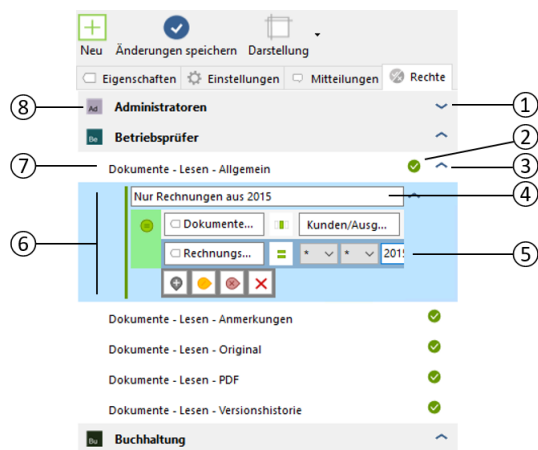 Neu Änderungen speichern Darstellung
Eigenschaften Einstellungen Mitteilungen Rechte
8 Ad Administratoren 1
Be Betriebsprüfer 2
7 Dokumente - Lesen - Allgemein 3
Nur Rechnungen aus 2015 4
Dokumente... Kunden/Ausg...
6 Rechnungs... = * * 2015 5
Dokumente - Lesen - Anmerkungen
Dokumente - Lesen - Original
Dokumente - Lesen - PDF
Dokumente - Lesen - Versionshistorie
Bu Buchhaltung